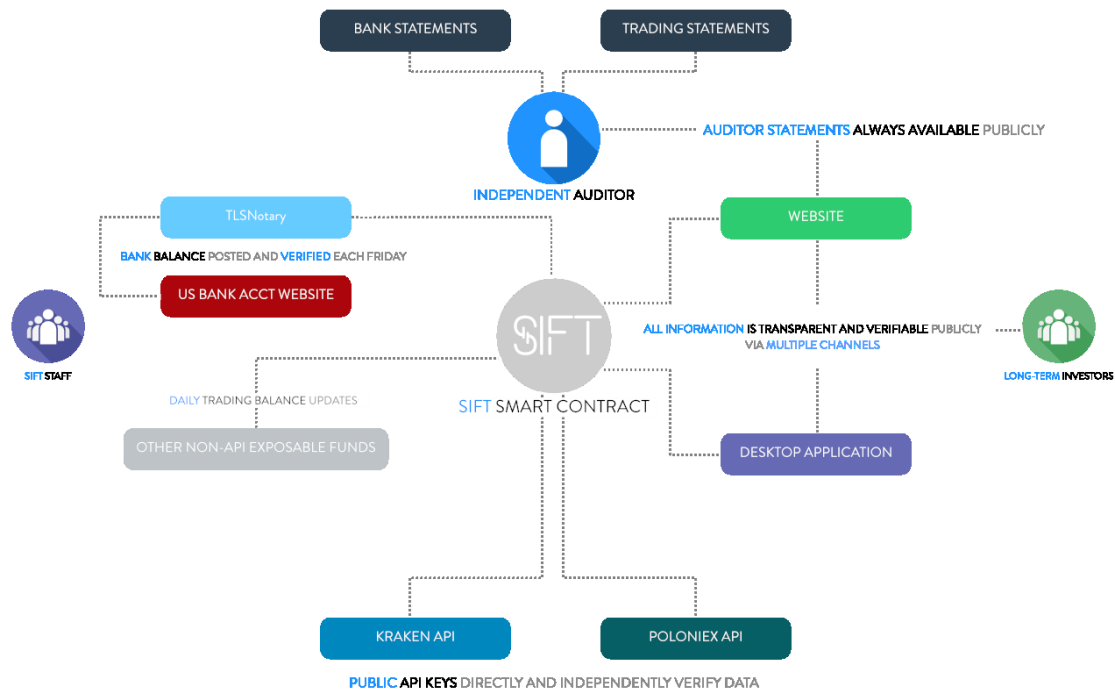 BANK STATEMENTS
TRADING STATEMENTS
AUDITOR STATEMENTS ALWAYS AVAILABLE PUBLICLY
INDEPENDENT AUDITOR
TLSNotary
WEBSITE
BANK BALANCE POSTED AND VERIFIED EACH FRIDAY
US BANK ACCT WEBSITE
SIFT
ALL INFORMATION IS TRANSPARENT AND VERIFIABLE PUBLICLY
VIA MULTIPLE CHANNELS
SIFT STAFF
LONG-TERM INVESTORS
DAILY TRADING BALANCE UPDATES
SIFT SMART CONTRACT
OTHER NON-API EXPOSABLE FUNDS
DESKTOP APPLICATION
KRAKEN API
POLONIEX API
PUBLIC API KEYS DIRECTLY AND INDEPENDENTLY VERIFY DATA